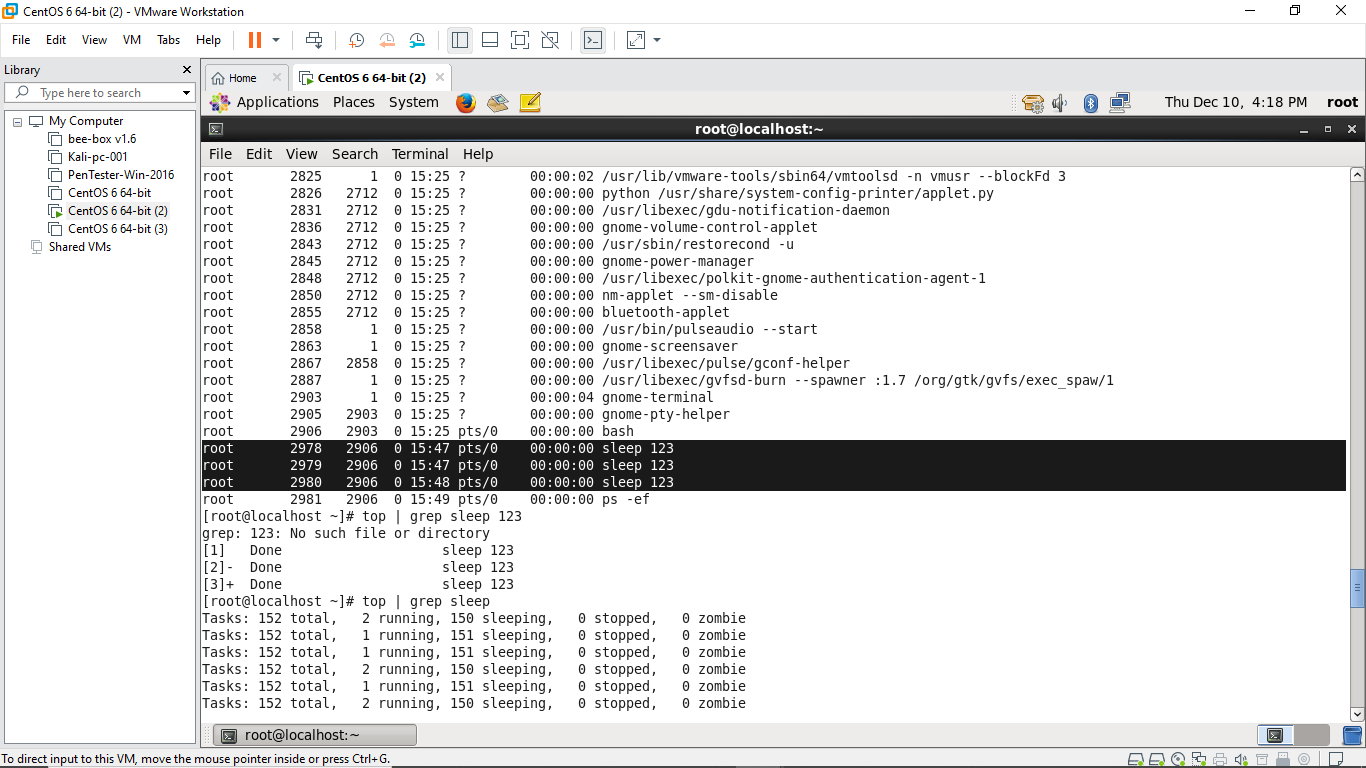 CentOS 6 64-bit (2) - VMware Workstation
File Edit View VM Tabs Help
Library
Type here to search
My Computer
bee-box v1.6
Kali-pc-001
PenTester-Win-2016
CentOS 6 64-bit
CentOS 6 64-bit (2)
CentOS 6 64-bit (3)
Shared VMs
Home CentOS 6 64-bit (2)
Applications Places System Thu Dec 10, 4:18 PM root
root@localhost:~
File Edit View Search Terminal Help
root 2825 1 0 15:25 ? 00:00:02 /usr/lib/vmware-tools/sbin64/vmtoolsd -n vmusr --blockFd 3
root 2826 2712 0 15:25 ? 00:00:00 python /usr/share/system-config-printer/applet.py
root 2831 2712 0 15:25 ? 00:00:00 /usr/libexec/gdu-notification-daemon
root 2836 2712 0 15:25 ? 00:00:00 gnome-volume-control-applet
root 2843 2712 0 15:25 ? 00:00:00 /usr/sbin/restorecond -u
root 2845 2712 0 15:25 ? 00:00:00 gnome-power-manager
root 2848 2712 0 15:25 ? 00:00:00 /usr/libexec/polkit-gnome-authentication-agent-1
root 2850 2712 0 15:25 ? 00:00:00 nm-applet --sm-disable
root 2855 2712 0 15:25 ? 00:00:00 bluetooth-applet
root 2858 1 0 15:25 ? 00:00:00 /usr/bin/pulseaudio --start
root 2863 1 0 15:25 ? 00:00:00 gnome-screensaver
root 2867 2858 0 15:25 ? 00:00:00 /usr/libexec/pulse/gconf-helper
root 2887 1 0 15:25 ? 00:00:00 /usr/libexec/gvfsd-burn --spawner :1.7 /org/gtk/gvfs/exec_spaw/1
root 2903 1 0 15:25 ? 00:00:04 gnome-terminal
root 2905 2903 0 15:25 ? 00:00:00 gnome-pty-helper
root 2906 2903 0 15:25 pts/0 00:00:00 bash
root 2978 2906 0 15:47 pts/0 00:00:00 sleep 123
root 2979 2906 0 15:47 pts/0 00:00:00 sleep 123
root 2980 2906 0 15:48 pts/0 00:00:00 sleep 123
root 2981 2906 0 15:49 pts/0 00:00:00 ps -ef
[root@localhost ~]# top | grep sleep 123
grep: 123: No such file or directory
[1] Done sleep 123
[2]- Done sleep 123
[3]+ Done sleep 123
[root@localhost ~]# top | grep sleep
Tasks: 152 total, 2 running, 150 sleeping, 0 stopped, 0 zombie
Tasks: 152 total, 1 running, 151 sleeping, 0 stopped, 0 zombie
Tasks: 152 total, 1 running, 151 sleeping, 0 stopped, 0 zombie
Tasks: 152 total, 2 running, 150 sleeping, 0 stopped, 0 zombie
Tasks: 152 total, 1 running, 151 sleeping, 0 stopped, 0 zombie
Tasks: 152 total, 2 running, 150 sleeping, 0 stopped, 0 zombie
root@localhost:~
To direct input to this VM, move the mouse pointer inside or press Ctrl+G.